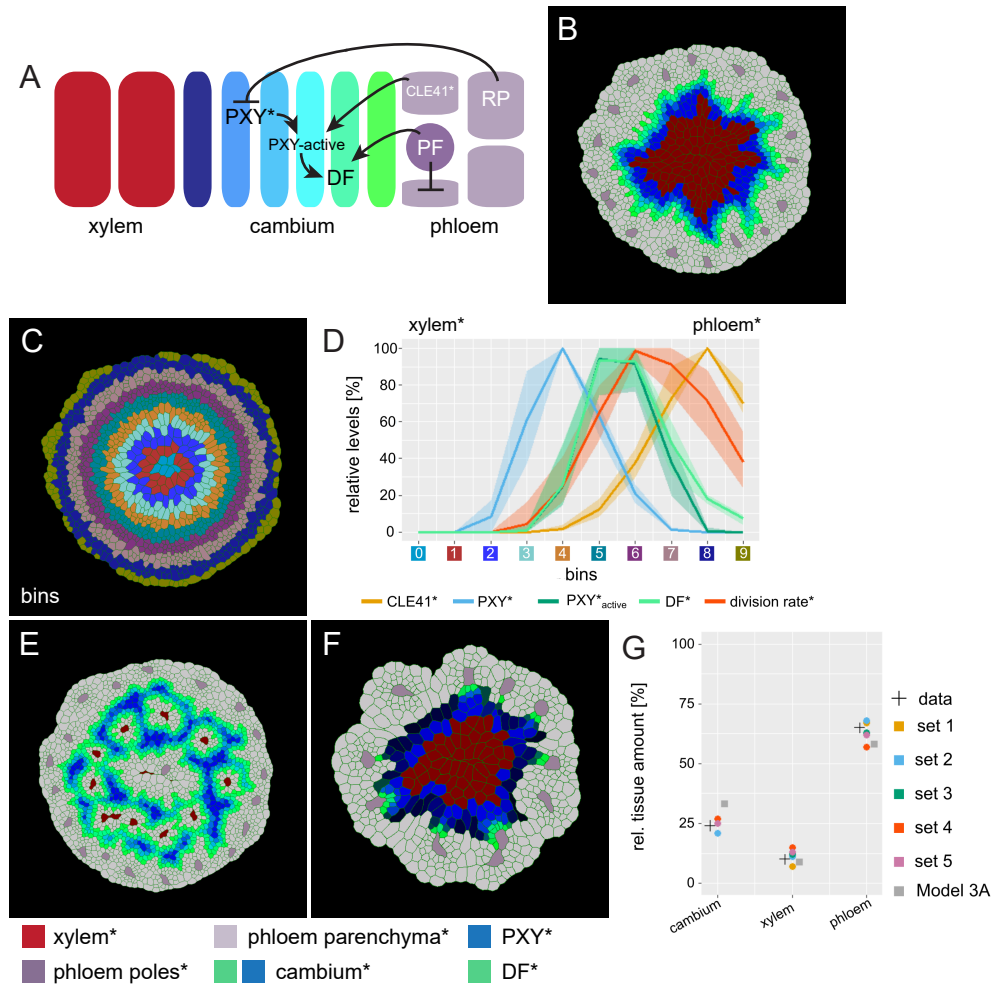 A
CLE41*
RP
PXY*
PXY-active
PF
DF
xylem
cambium
phloem
B
C
bins
D
xylem*
phloem*
relative levels [%]
100
80
60
40
20
0
0 1 2 3 4 5 6 7 8 9
bins
CLE41* PXY* PXY*active DF* division rate*
E
F
G
rel. tissue amount [%]
100
75
50
25
0
cambium
xylem
phloem
data
set 1
set 2
set 3
set 4
set 5
Model 3A
xylem* phloem parenchyma* PXY*
phloem poles* cambium* DF*